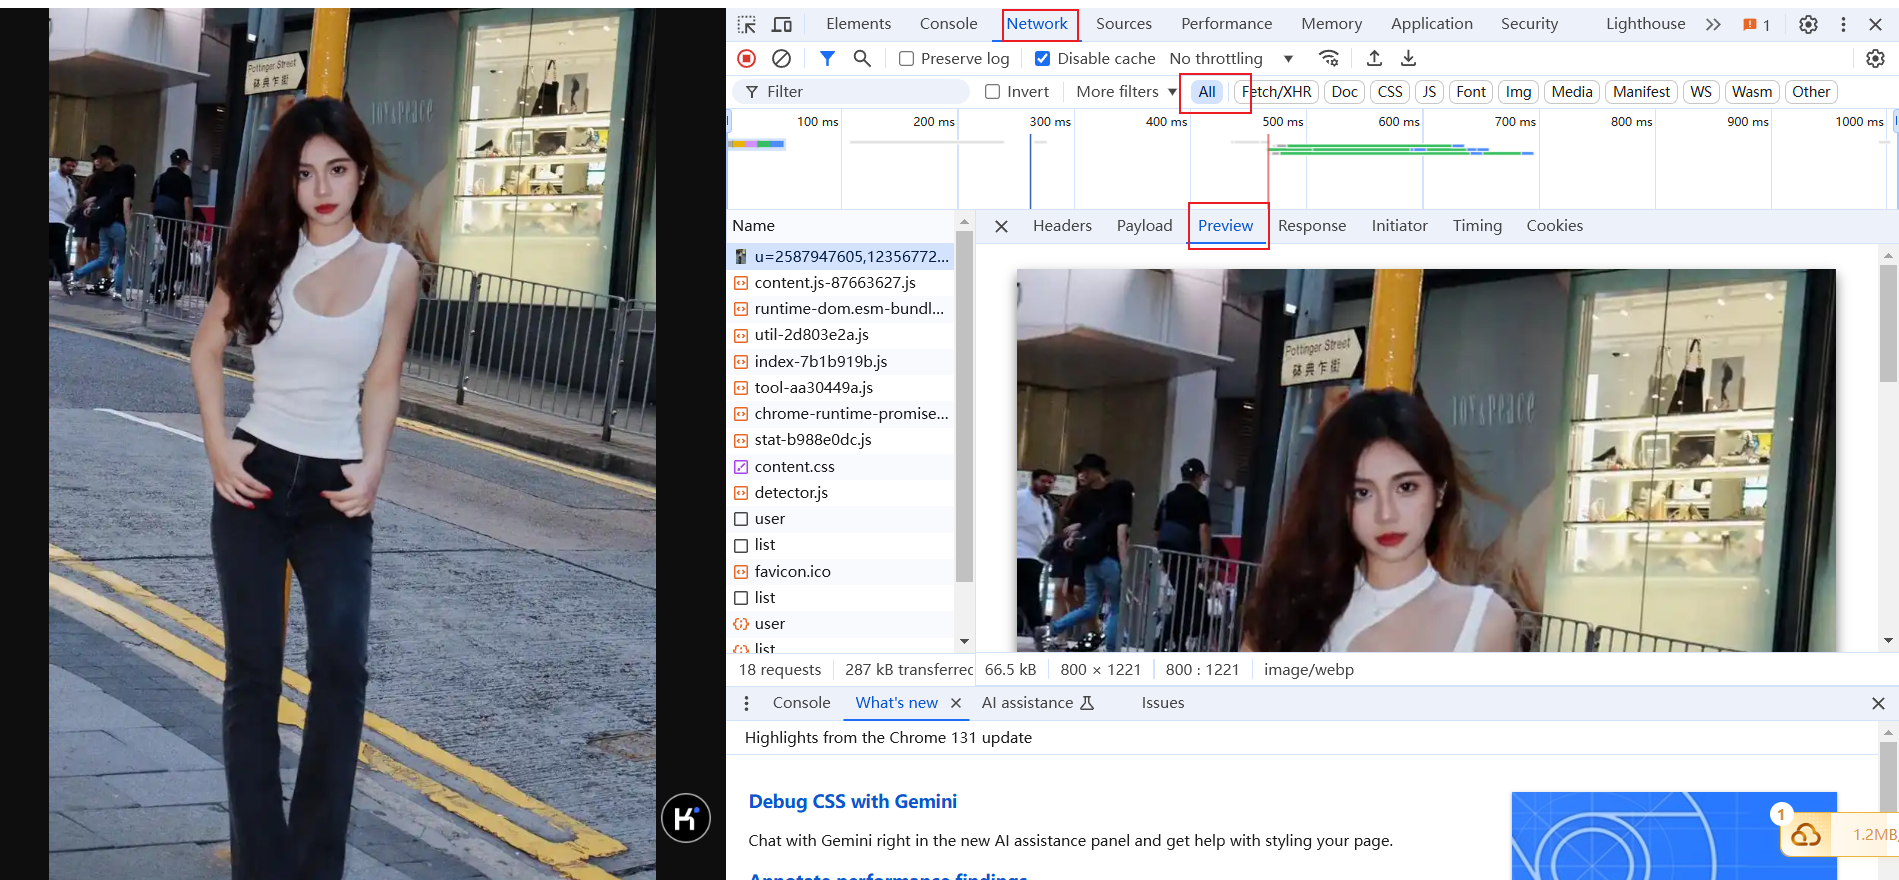 Pottinger Street
砵典乍街
JOY&PEACE
Elements Console Network Sources Performance Memory Application Security Lighthouse 1
Preserve log Disable cache No throttling
Filter Invert More filters All Fetch/XHR Doc CSS JS Font Img Media Manifest WS Wasm Other
100 ms 200 ms 300 ms 400 ms 500 ms 600 ms 700 ms 800 ms 900 ms 1000 ms
Name
u=2587947605,12356772...
content.js-87663627.js
runtime-dom.esm-bundl...
util-2d803e2a.js
index-7b1b919b.js
tool-aa30449a.js
chrome-runtime-promise...
stat-b988e0dc.js
content.css
detector.js
user
list
favicon.ico
list
user
list
18 requests 287 kB transferred
Headers Payload Preview Response Initiator Timing Cookies
Pottinger Street
砵典乍街
JOY&PEACE
66.5 kB 800 × 1221 800 : 1221 image/webp
Console What's new AI assistance Issues
Highlights from the Chrome 131 update
Debug CSS with Gemini
Chat with Gemini right in the new AI assistance panel and get help with styling your page.
Annotate performance findings
K
1
1.2MB/